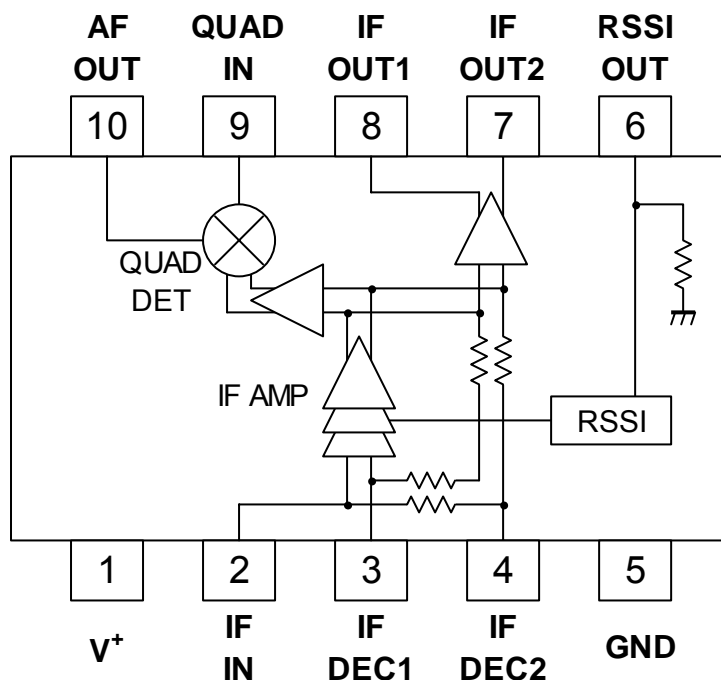 AF OUT
QUAD IN
IF OUT1
IF OUT2
RSSI OUT
10
9
8
7
6
QUAD DET
IF AMP
RSSI
1
2
3
4
5
V⁺
IF IN
IF DEC1
IF DEC2
GND